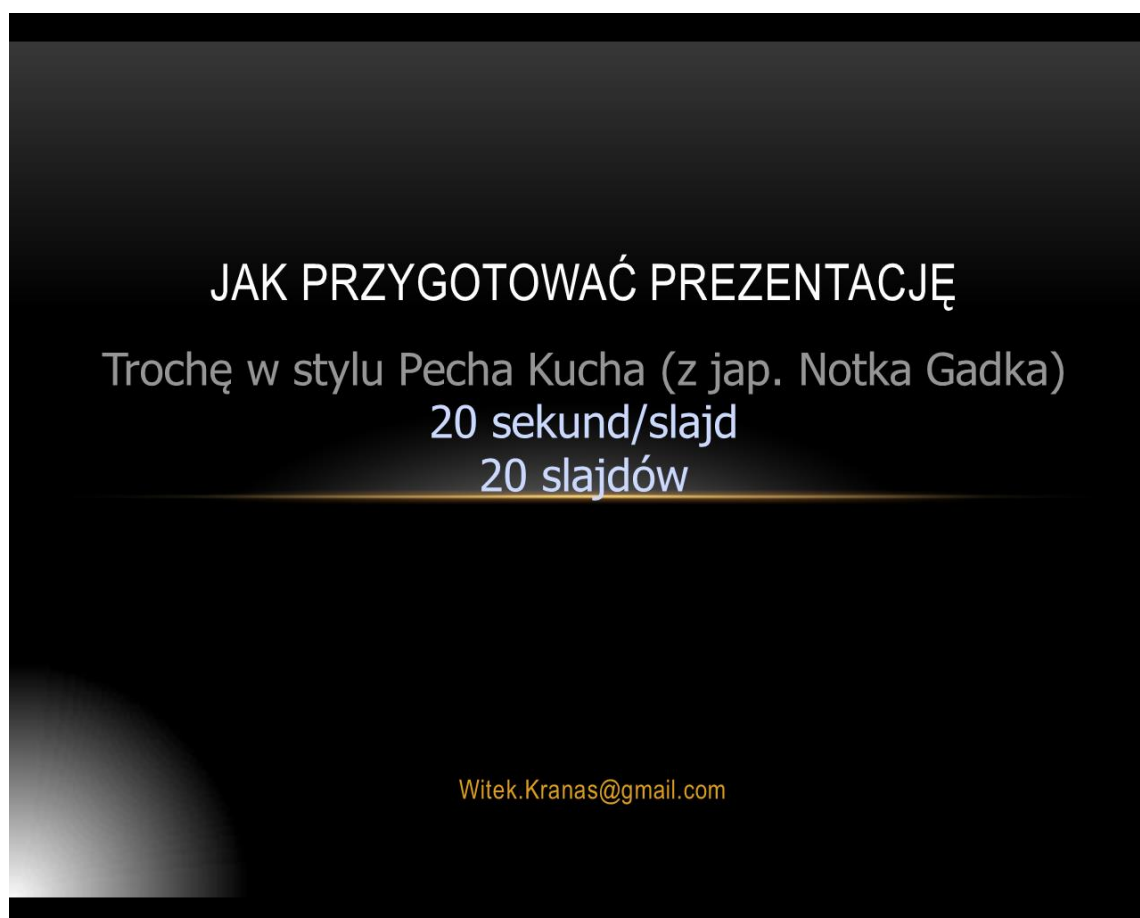 JAK PRZYGOTOWAĆ PREZENTACJĘ
Trochę w stylu Pecha Kucha (z jap. Notka Gadka)
20 sekund/slajd
20 slajdów
Witek.Kranas@gmail.com